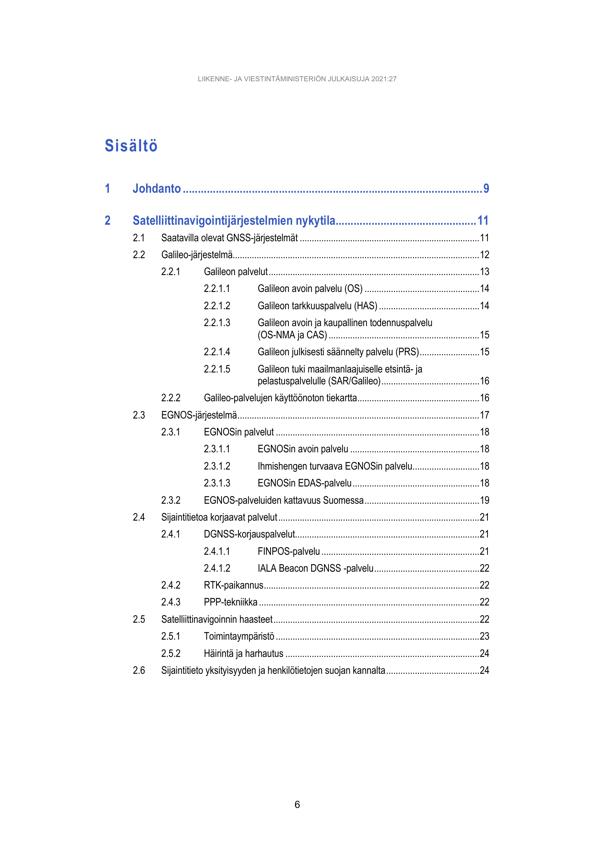 LIIKENNE- JA VIESTINTÄMINISTERIÖN JULKAISUJA 2021:27
Sisältö
1 Johdanto 9
2 Satelliittinavigointijärjestelmien nykytila 11
2.1 Saatavilla olevat GNSS-järjestelmät 11
2.2 Galileo-järjestelmä 12
2.2.1 Galileon palvelut 13
2.2.1.1 Galileon avoin palvelu (OS) 14
2.2.1.2 Galileon tarkkuuspalvelu (HAS) 14
2.2.1.3 Galileon avoin ja kaupallinen todennuspalvelu
(OS-NMA ja CAS) 15
2.2.1.4 Galileon julkisesti säännelty palvelu (PRS) 15
2.2.1.5 Galileon tuki maailmanlaajuiselle etsintä- ja
pelastuspalvelulle (SAR/Galileo) 16
2.2.2 Galileo-palvelujen käyttöönoton tiekartta 16
2.3 EGNOS-järjestelmä 17
2.3.1 EGNOSin palvelut 18
2.3.1.1 EGNOSin avoin palvelu 18
2.3.1.2 Ihmishengen turvaava EGNOSin palvelu 18
2.3.1.3 EGNOSin EDAS-palvelu 18
2.3.2 EGNOS-palveluiden kattavuus Suomessa 19
2.4 Sijaintitietoa korjaavat palvelut 21
2.4.1 DGNSS-korjauspalvelut 21
2.4.1.1 FINPOS-palvelu 21
2.4.1.2 IALA Beacon DGNSS -palvelu 22
2.4.2 RTK-paikannus 22
2.4.3 PPP-tekniikka 22
2.5 Satelliittinavigoinnin haasteet 22
2.5.1 Toimintaympäristö 23
2.5.2 Häirintä ja harhautus 24
2.6 Sijaintitieto yksityisyyden ja henkilötietojen suojan kannalta 24
6